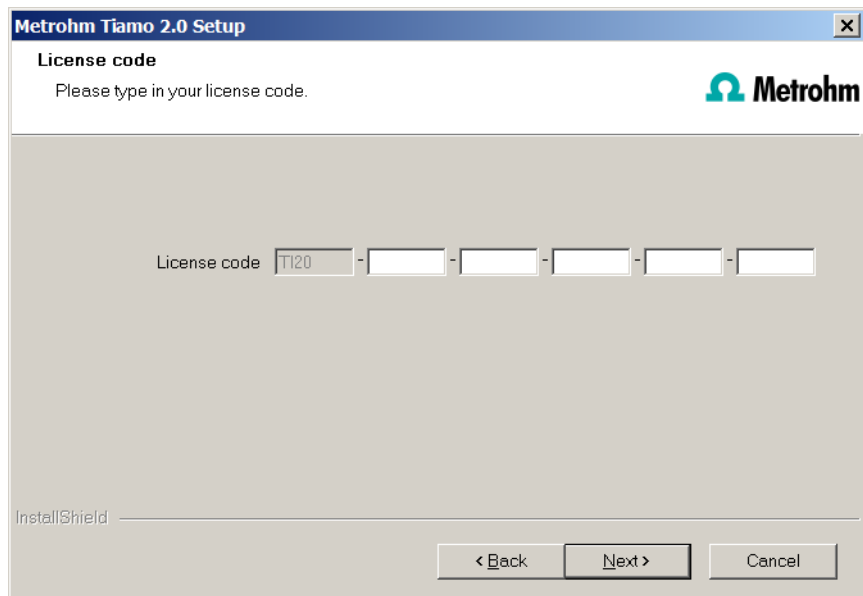 Metrohm Tiamo 2.0 Setup
License code
Please type in your license code.
Metrohm
License code TI20 - - - - -
InstallShield
< Back Next > Cancel